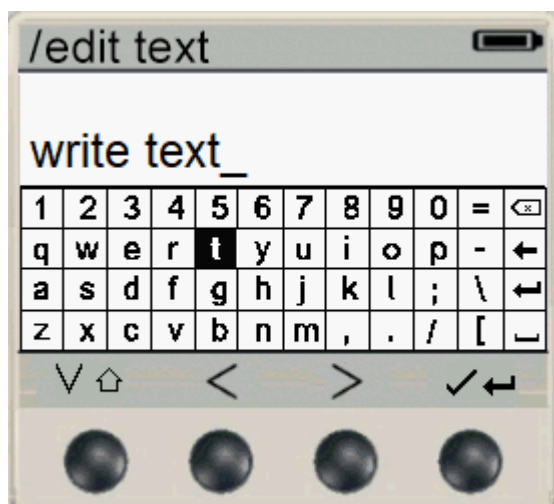 /edit text
write text_
1 2 3 4 5 6 7 8 9 0 =
q w e r t y u i o p -
a s d f g h j k l ; \
z x c v b n m , . / [
< >